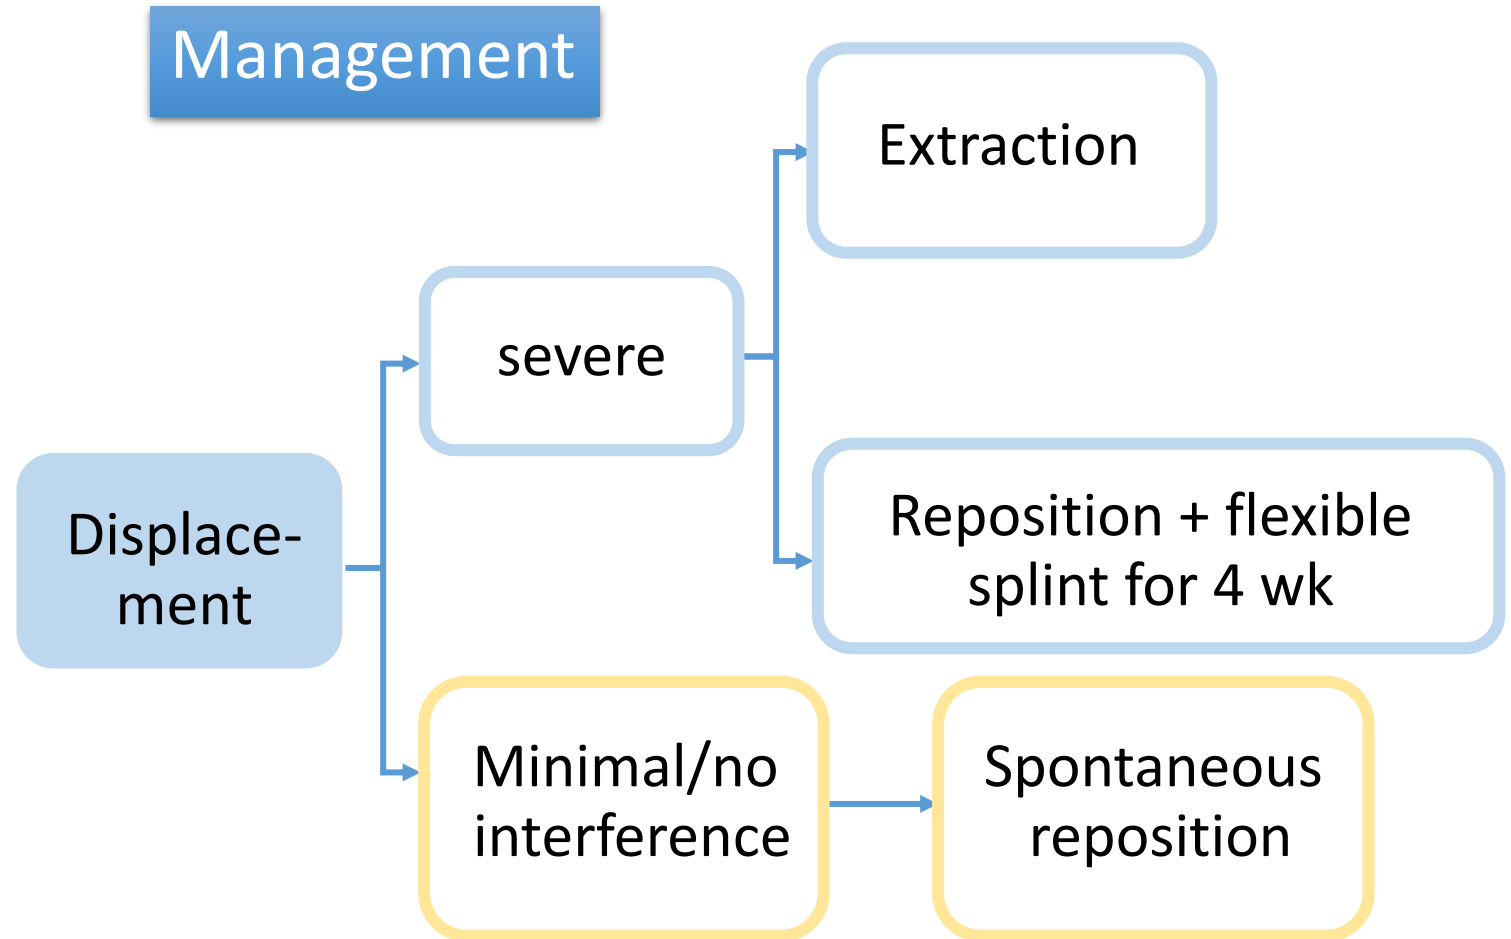 Management
Extraction
severe
Reposition + flexible
splint for 4 wk
Displace-
ment
Minimal/no
interference
Spontaneous
reposition